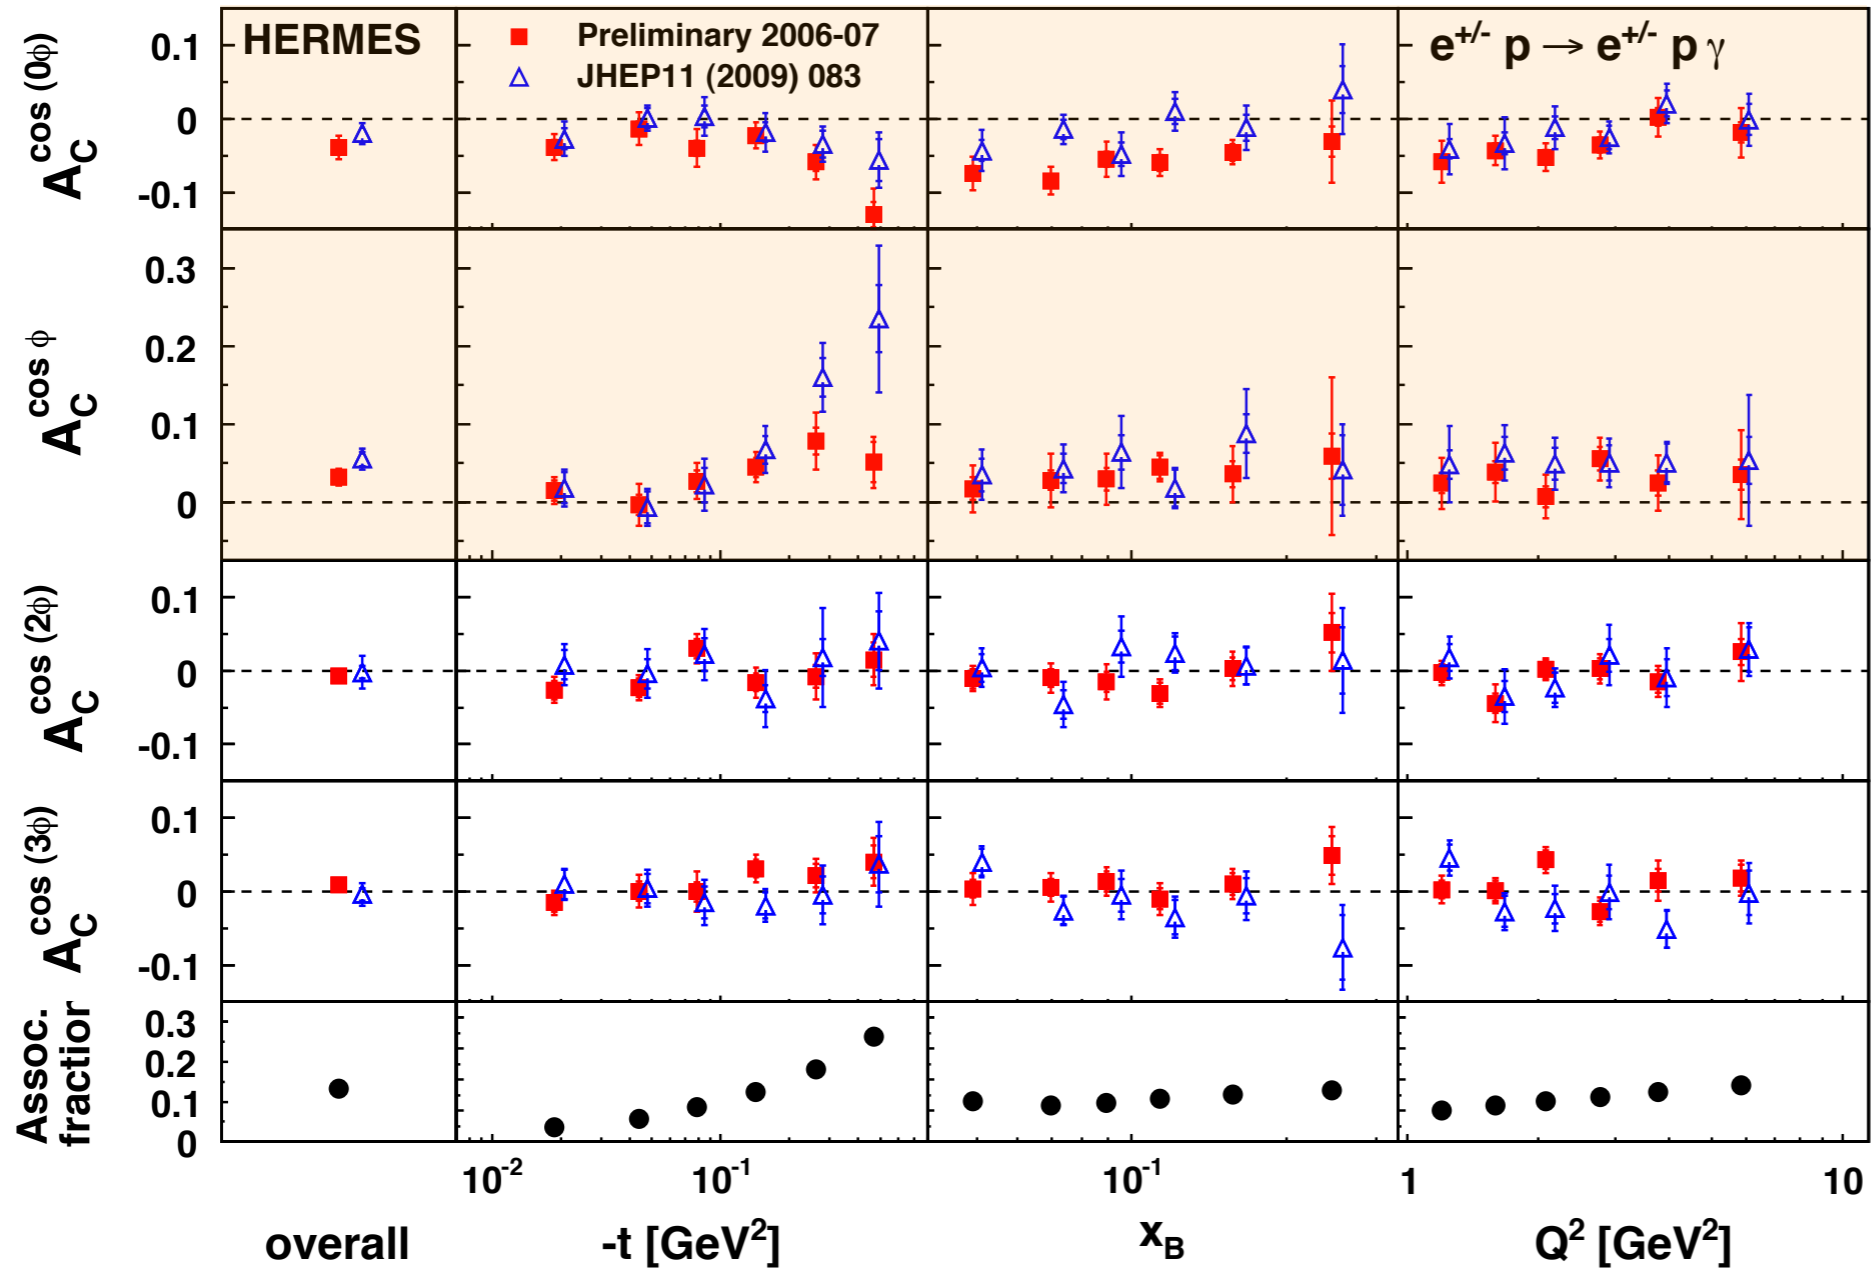 HERMES
Preliminary 2006-07
JHEP11 (2009) 083
e+/- p → e+/- p γ
A_C^cos (0ϕ)
0.1
0
-0.1
A_C^cos ϕ
0.3
0.2
0.1
0
A_C^cos (2ϕ)
0.1
0
-0.1
A_C^cos (3ϕ)
0.1
0
-0.1
Assoc.
fraction
0.3
0.2
0.1
0
10-2 10-1 10-1 1 10
overall -t [GeV2] xB Q2 [GeV2]